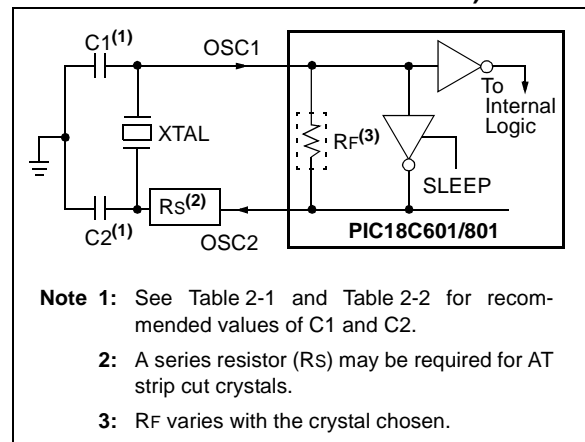 C1(1)
OSC1
To
Internal
Logic
XTAL
RF(3)
SLEEP
RS(2)
C2(1)
OSC2
PIC18C601/801
Note 1: See Table 2-1 and Table 2-2 for recom-
mended values of C1 and C2.
2: A series resistor (RS) may be required for AT
strip cut crystals.
3: RF varies with the crystal chosen.